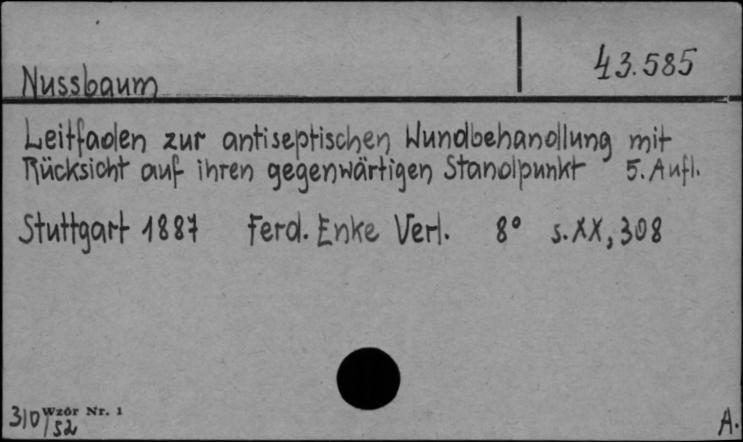 43.585
Nussbaum
Leitfaden zur antiseptischen Wundbehandlung mit
Rücksicht auf ihren gegenwärtigen Standpunkt 5. Aufl.
Stuttgart 1887 Ferd. Enke Verl. 8° s. XX, 308
Wzór Nr. 1
310/52
A.